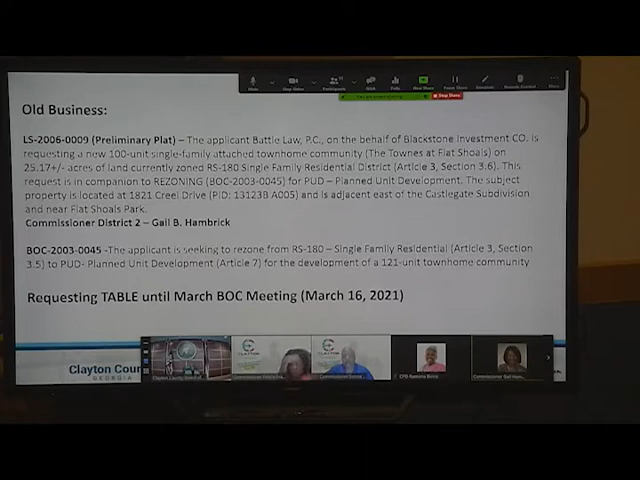 Old Business:
LS-2006-0009 (Preliminary Plat) – The applicant Battle Law, P.C., on the behalf of Blackstone Investment CO. is
requesting a new 100-unit single-family attached townhome community (The Townes at Flat Shoals) on
25.17+/- acres of land currently zoned RS-180 Single Family Residential District (Article 3, Section 3.6). This
request is in companion to REZONING (BOC-2003-0045) for PUD – Planned Unit Development. The subject
property is located at 1821 Creel Drive (PID: 13123B A005) and is adjacent east of the Castlegate Subdivision
and near Flat Shoals Park.
Commissioner District 2 – Gail B. Hambrick
BOC-2003-0045 -The applicant is seeking to rezone from RS-180 – Single Family Residential (Article 3, Section
3.5) to PUD- Planned Unit Development (Article 7) for the development of a 121-unit townhome community
Requesting TABLE until March BOC Meeting (March 16, 2021)
Clayton Coun
GEORGIA
CLAYTON
CLAYTON
Stop Share